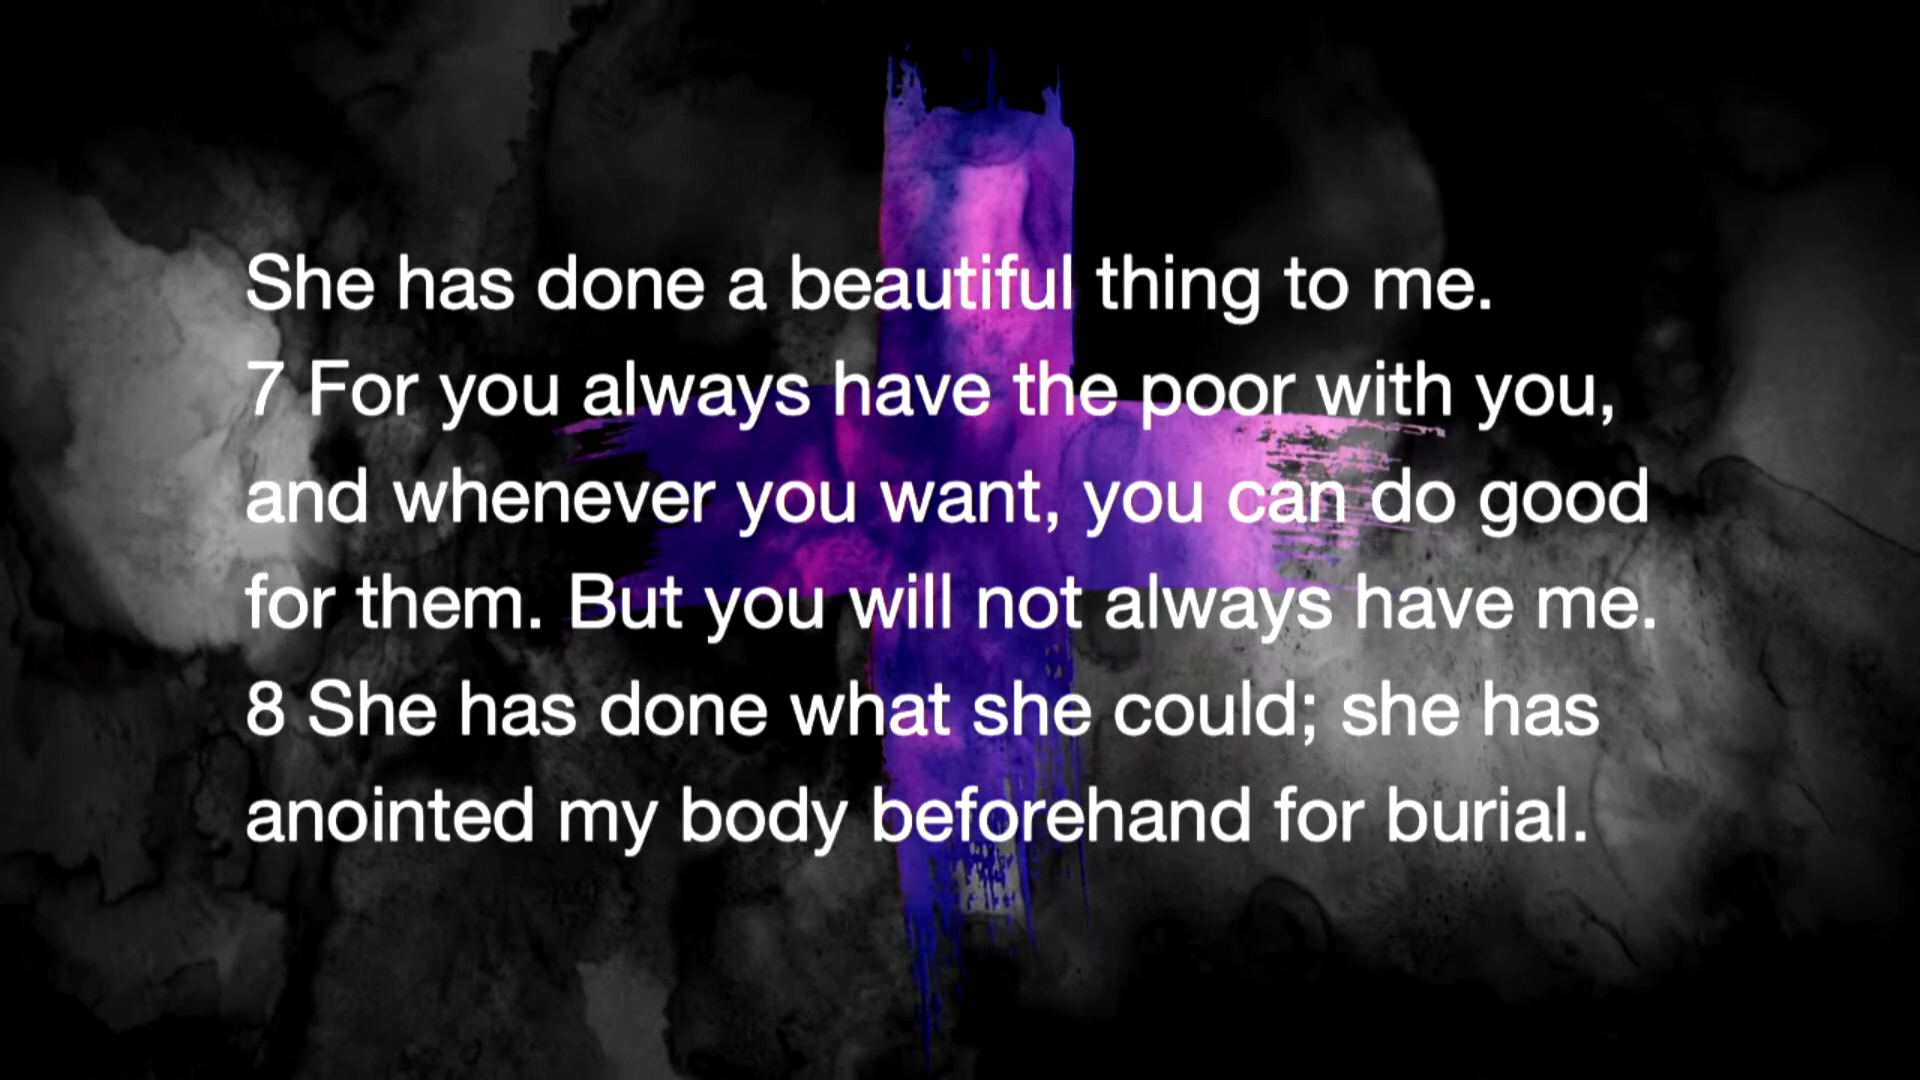 She has done a beautiful thing to me.
7 For you always have the poor with you,
and whenever you want, you can do good
for them. But you will not always have me.
8 She has done what she could; she has
anointed my body beforehand for burial.